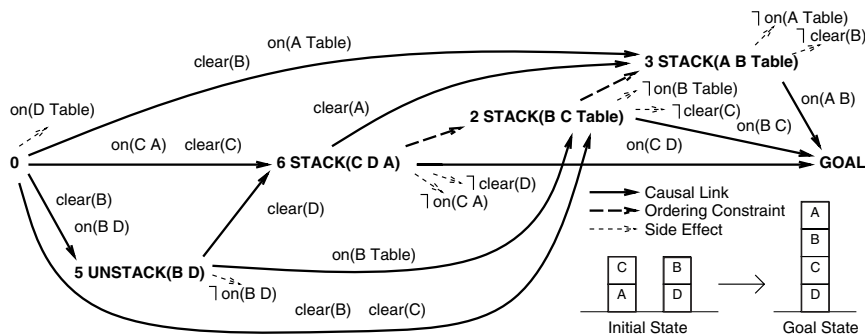 on(A Table)
clear(B)
on(A Table)
clear(B)
3 STACK(A B Table)
on(D Table)
clear(A)
¬on(B Table)
¬clear(C)
on(A B)
2 STACK(B C Table)
on(B C)
on(C A) clear(C)
on(C D)
0
6 STACK(C D A)
GOAL
¬clear(D)
¬on(C A)
clear(B)
on(B D)
clear(D)
Causal Link
Ordering Constraint
Side Effect
on(B Table)
5 UNSTACK(B D)
¬on(B D)
clear(B) clear(C)
C
A
B
D
Initial State
A
B
C
D
Goal State